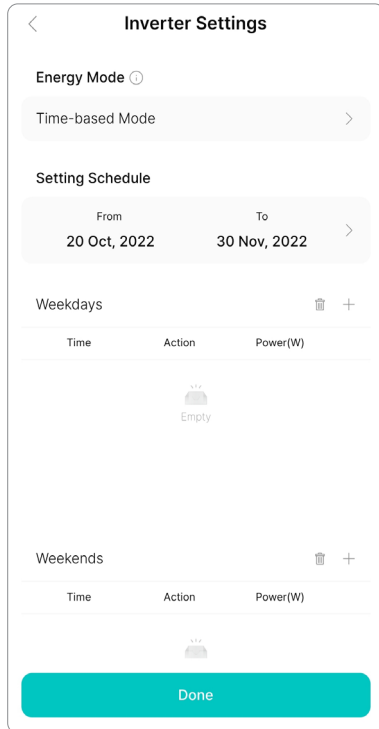 Inverter Settings
Energy Mode
Time-based Mode
Setting Schedule
From To
20 Oct, 2022 30 Nov, 2022
Weekdays
Time Action Power(W)
Empty
Weekends
Time Action Power(W)
Done